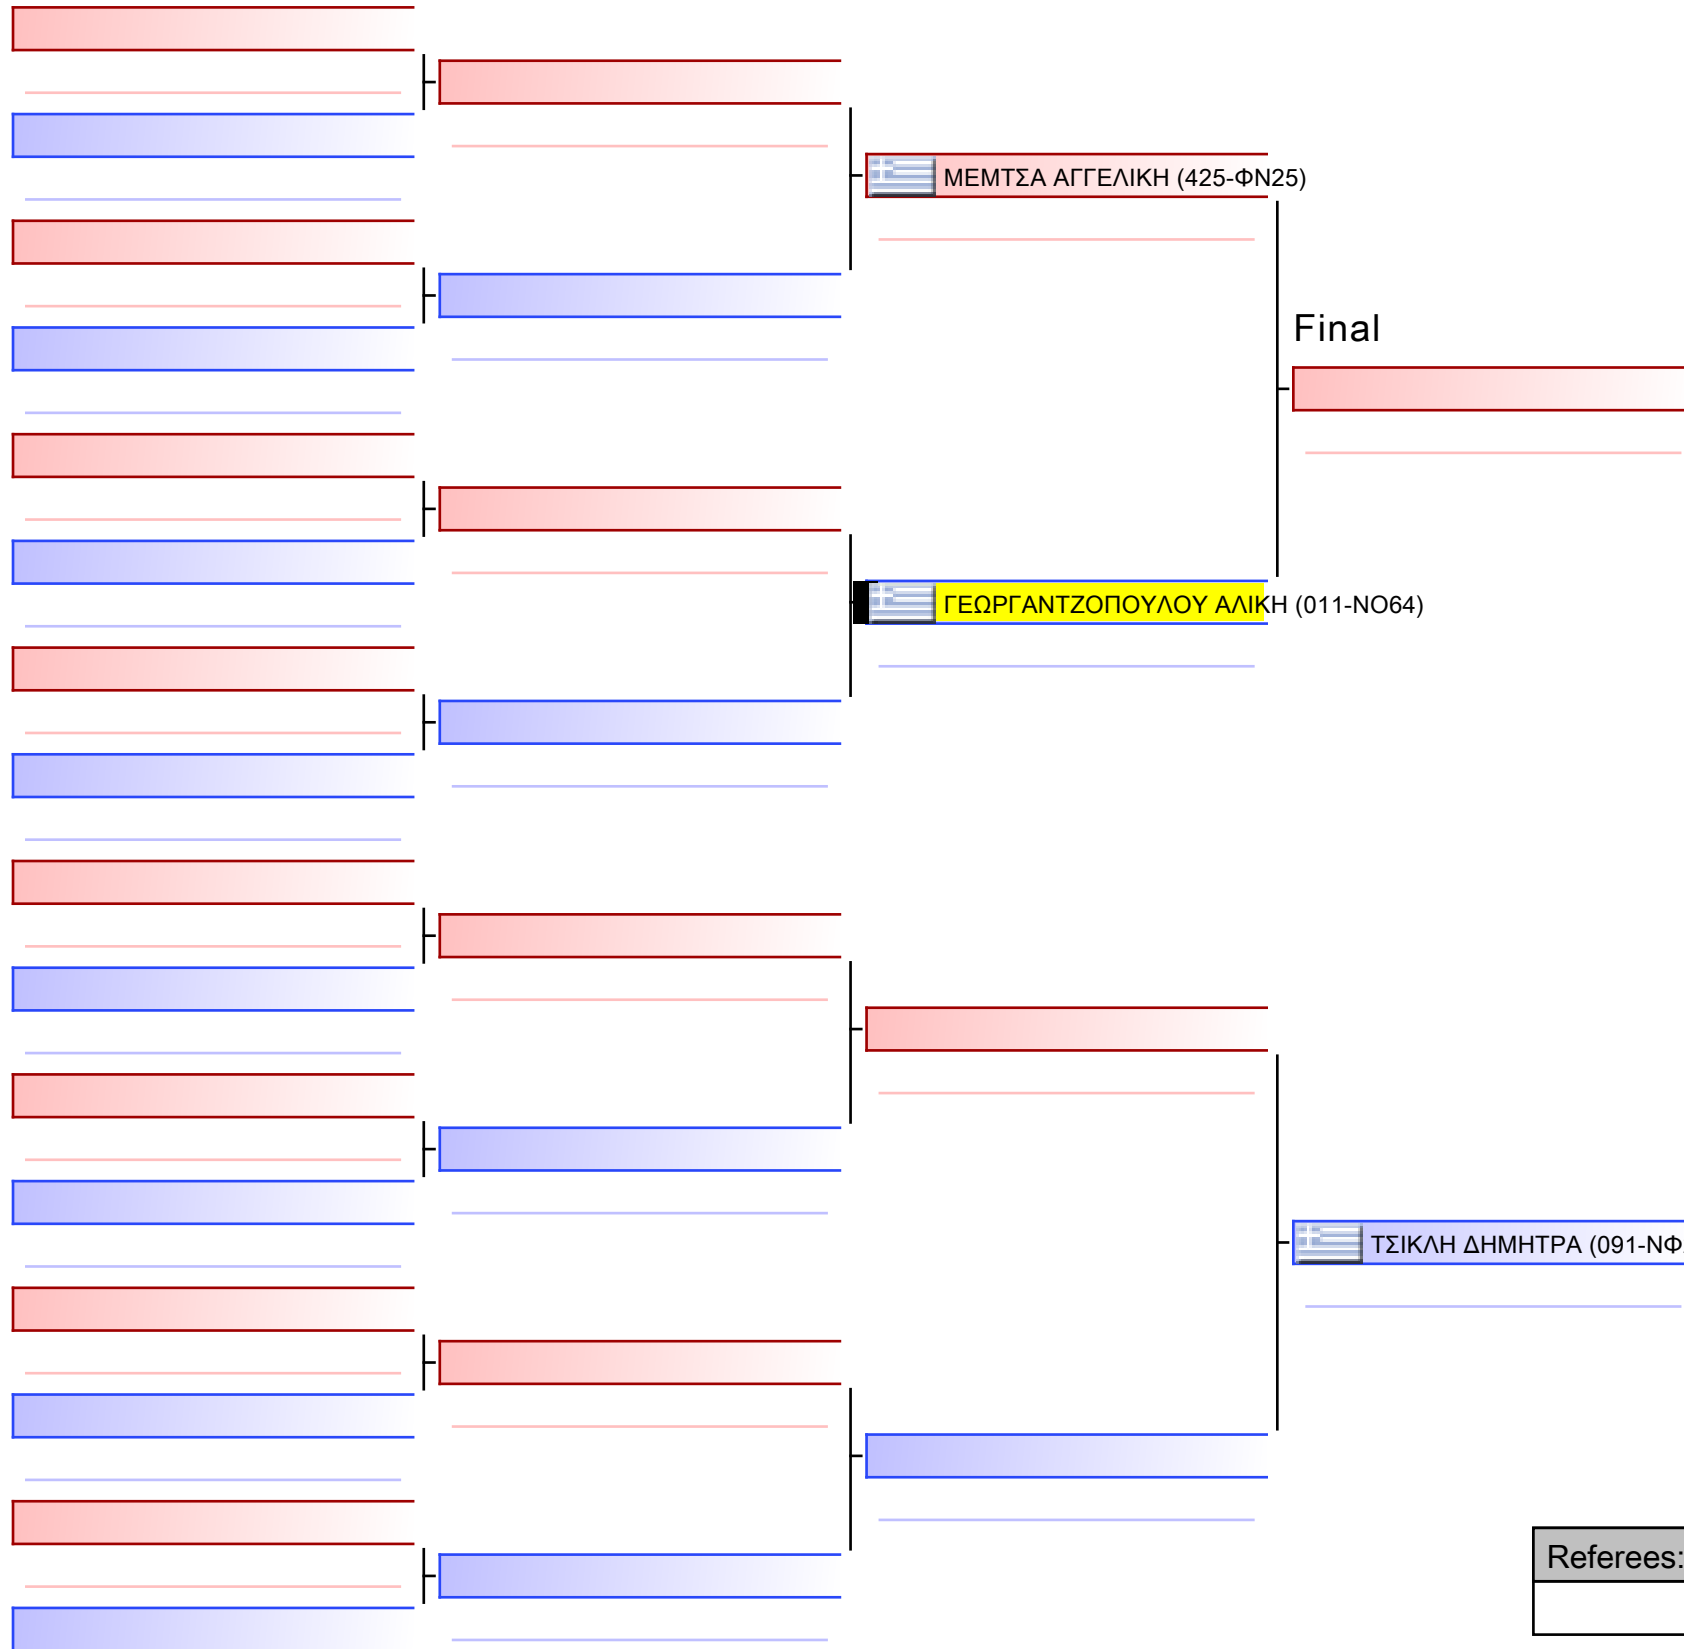 ΜΕΜΤΣΑ ΑΓΓΕΛΙΚΗ (425-ΦΝ25)
Final
ΓΕΩΡΓΑΝΤΖΟΠΟΥΛΟΥ ΑΛΙΚΗ (011-ΝΟ64)
ΤΣΙΚΛΗ ΔΗΜΗΤΡΑ (091-ΝΦ
Referees: